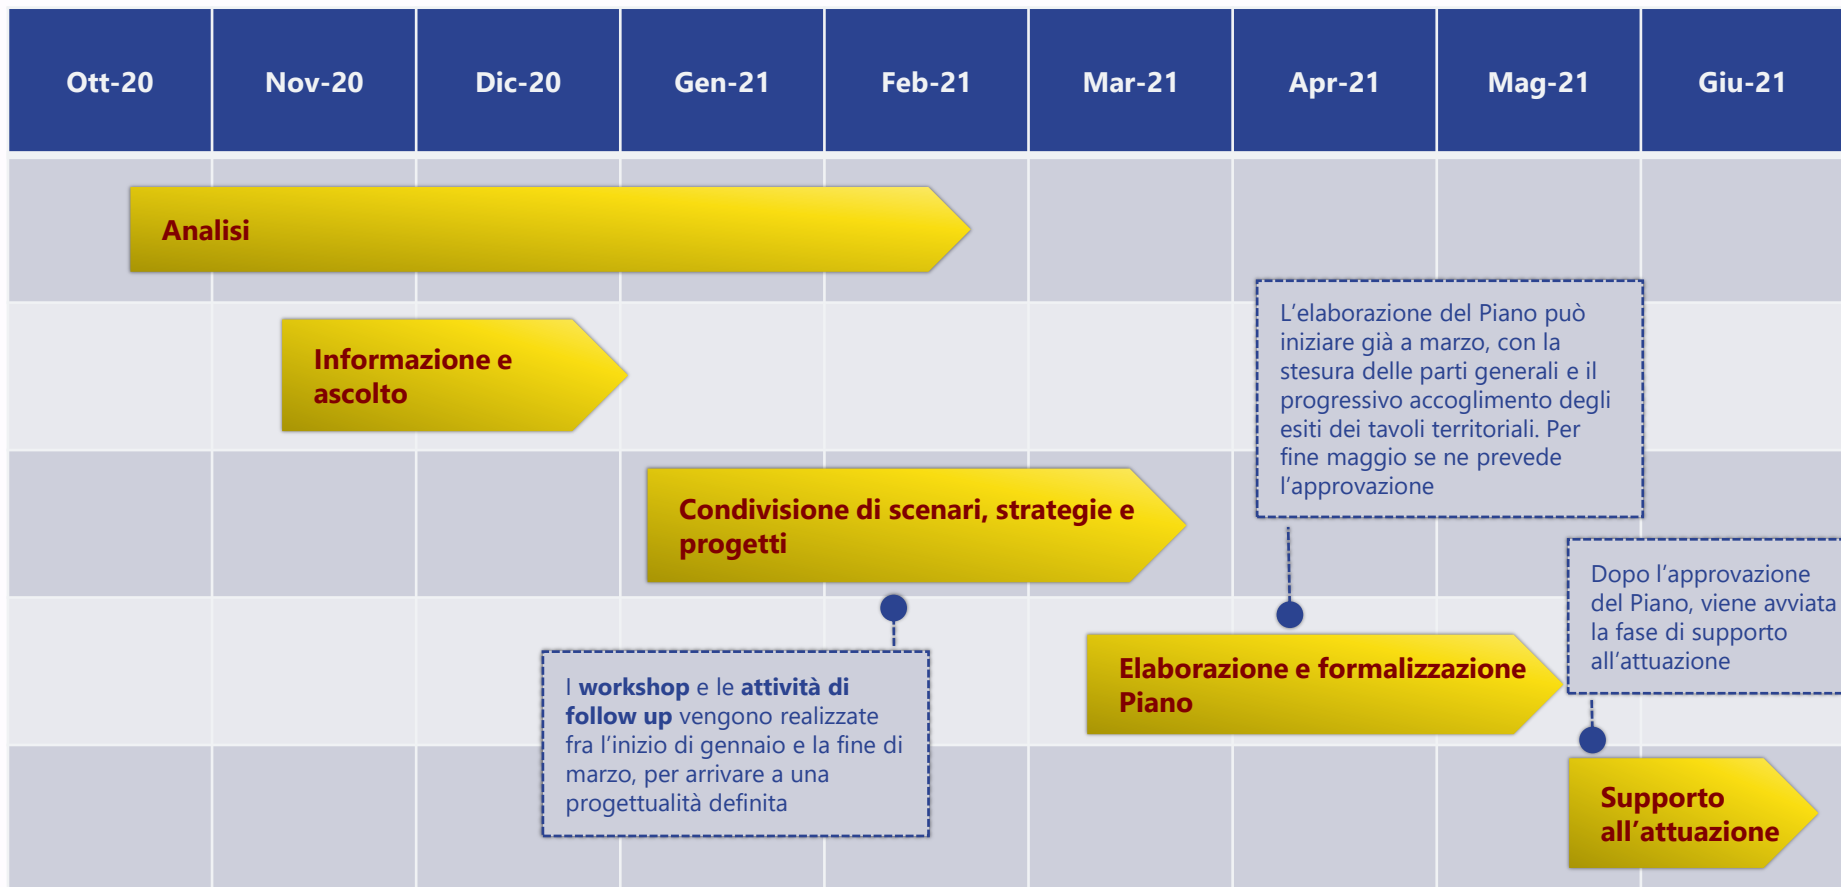 Ott-20
Nov-20
Dic-20
Gen-21
Feb-21
Mar-21
Apr-21
Mag-21
Giu-21
Analisi
Informazione e
ascolto
L’elaborazione del Piano può
iniziare già a marzo, con la
stesura delle parti generali e il
progressivo accoglimento degli
esiti dei tavoli territoriali. Per
fine maggio se ne prevede
l’approvazione
Condivisione di scenari, strategie e
progetti
Dopo l’approvazione
del Piano, viene avviata
la fase di supporto
all’attuazione
I workshop e le attività di
follow up vengono realizzate
fra l’inizio di gennaio e la fine di
marzo, per arrivare a una
progettualità definita
Elaborazione e formalizzazione
Piano
Supporto
all’attuazione